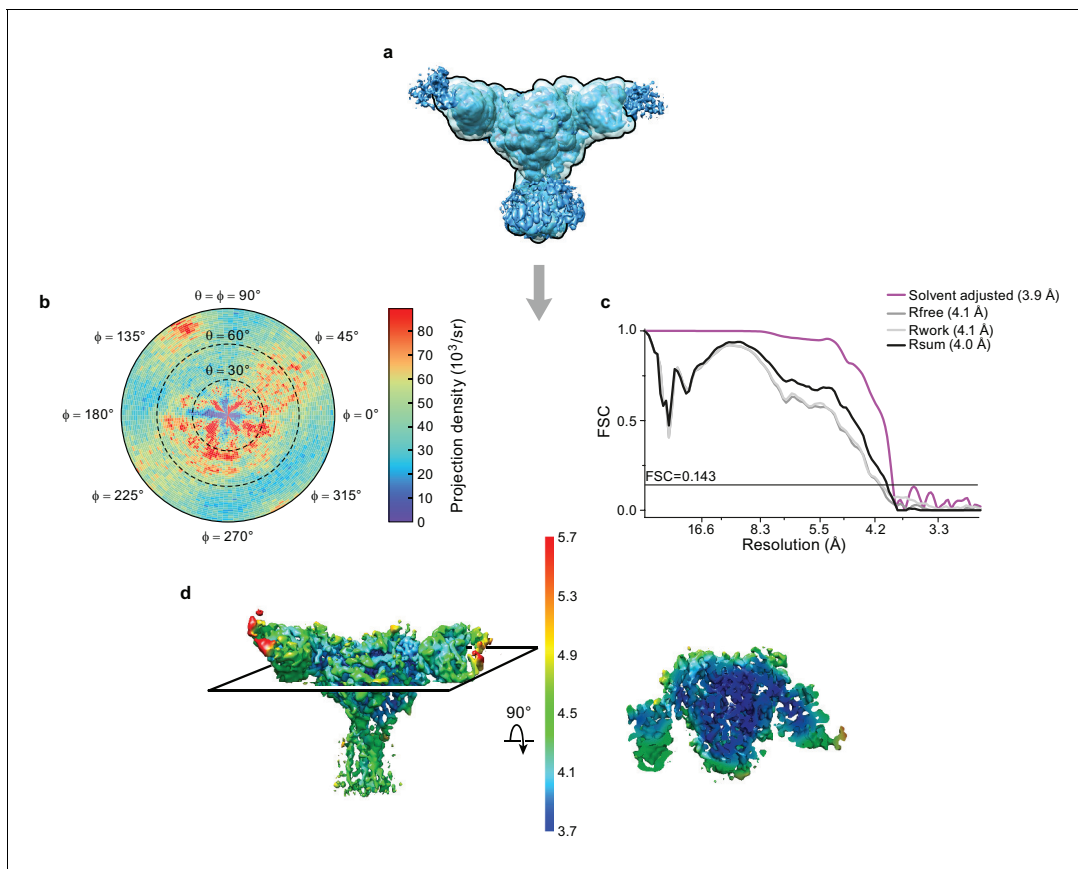 a
b
θ = ϕ = 90°
ϕ = 135°
θ = 60°
ϕ = 45°
θ = 30°
ϕ = 180°
ϕ = 0°
ϕ = 225°
ϕ = 315°
ϕ = 270°
80
70
60
50
40
30
20
10
0
Projection density (10³/sr)
c
Solvent adjusted (3.9 Å)
Rfree (4.1 Å)
Rwork (4.1 Å)
Rsum (4.0 Å)
1.0
0.5
0.0
FSC
FSC=0.143
16.6 8.3 5.5 4.2 3.3
Resolution (Å)
d
90°
5.7
5.3
4.9
4.5
4.1
3.7